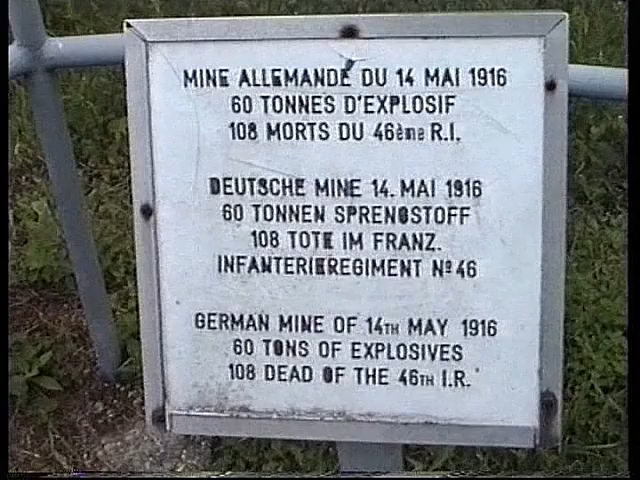 MINE ALLEMANDE DU 14 MAI 1916
60 TONNES D'EXPLOSIF
108 MORTS DU 46ème R.I.
DEUTSCHE MINE 14. MAI 1916
60 TONNEN SPRENGSTOFF
108 TOTE IM FRANZ.
INFANTERIEREGIMENT Nº 46
GERMAN MINE OF 14TH MAY 1916
60 TONS OF EXPLOSIVES
108 DEAD OF THE 46TH I.R.